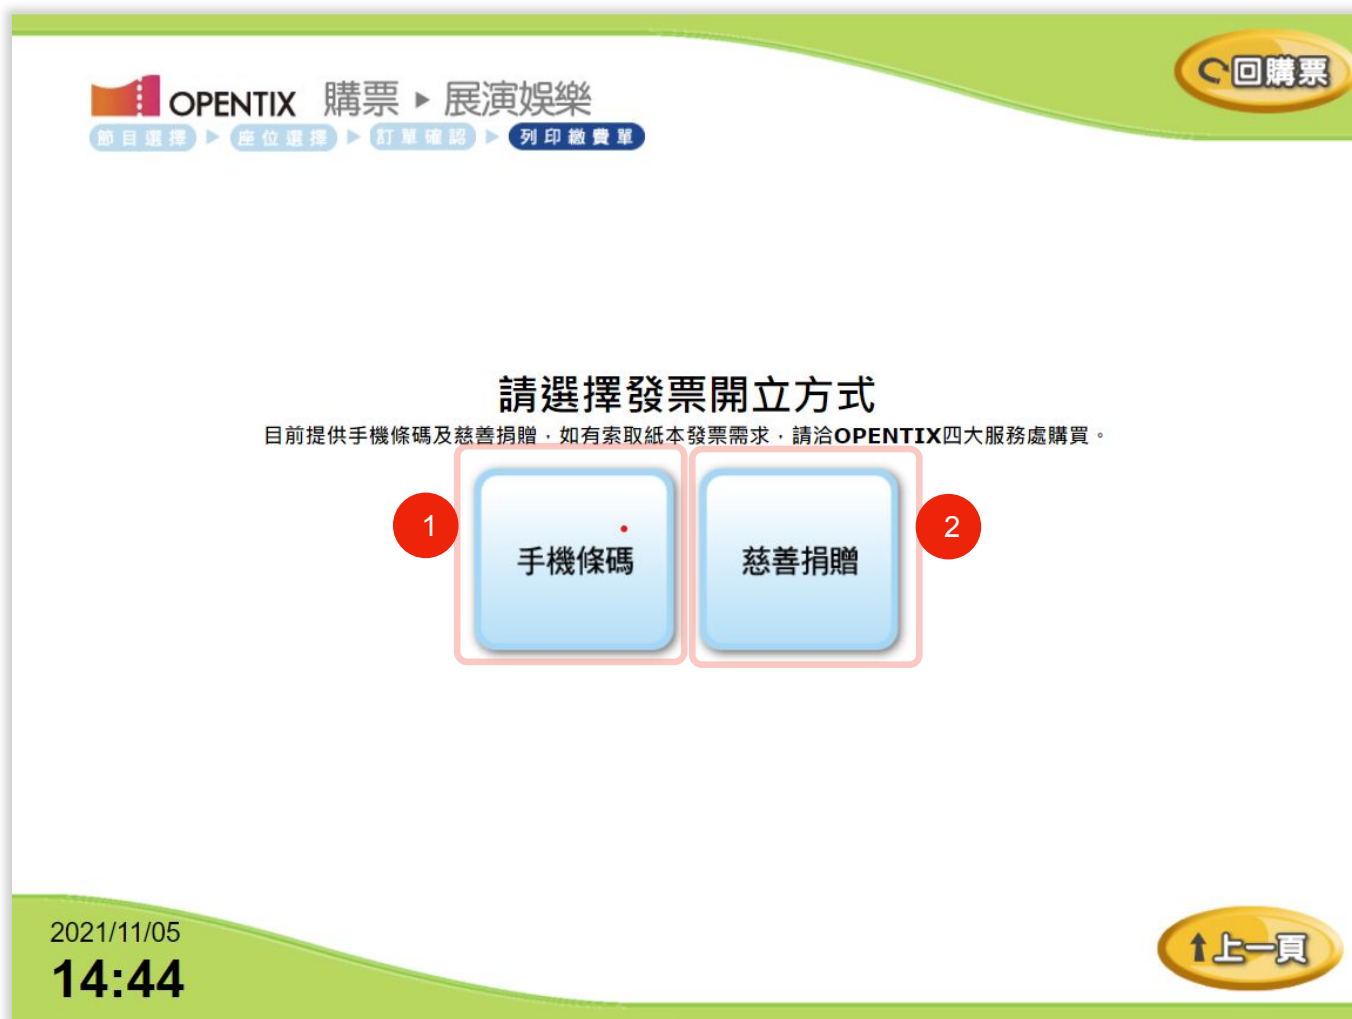 回購票
OPENTIX 購票 ▸ 展演娛樂
節目選擇 ▸ 座位選擇 ▸ 訂單確認 ▸ 列印繳費單
請選擇發票開立方式
目前提供手機條碼及慈善捐贈，如有索取紙本發票需求，請洽OPENTIX四大服務處購買。
1
手機條碼
慈善捐贈
2
2021/11/05
14:44
上一頁